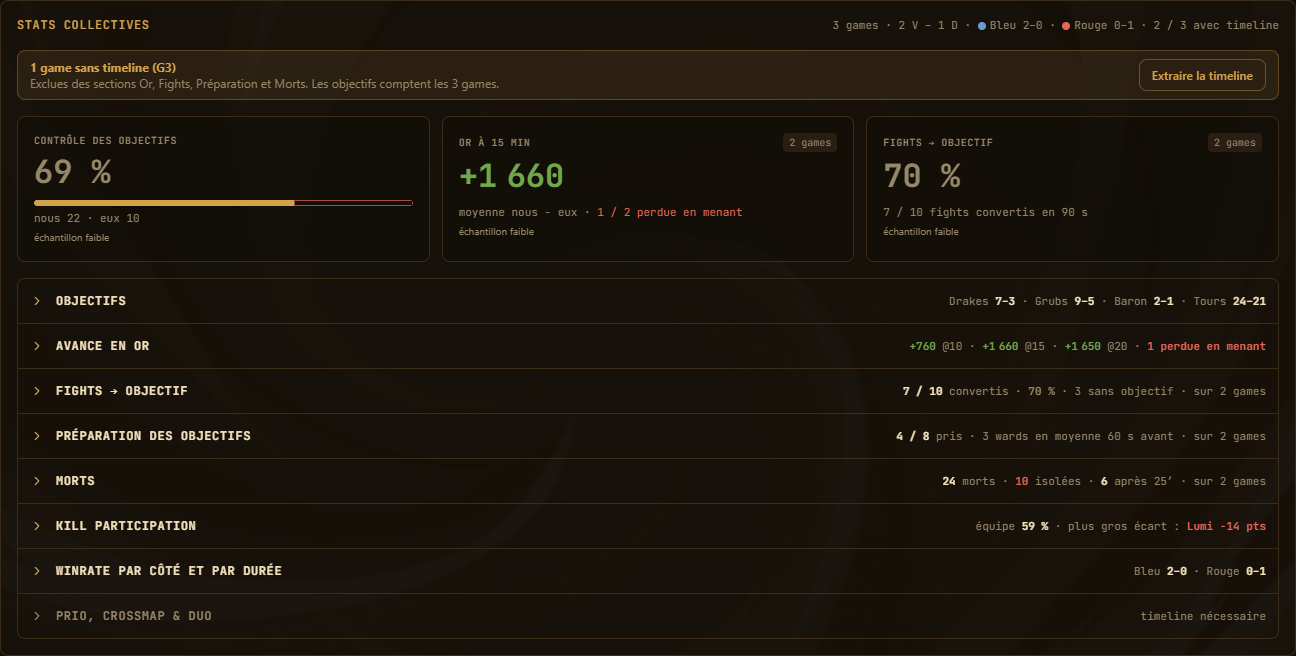 STATS COLLECTIVES
3 games · 2 V – 1 D · Bleu 2–0 · Rouge 0–1 · 2 / 3 avec timeline
1 game sans timeline (G3)
Exclues des sections Or, Fights, Préparation et Morts. Les objectifs comptent les 3 games.
Extraire la timeline
CONTRÔLE DES OBJECTIFS
69 %
nous 22 · eux 10
échantillon faible
OR À 15 MIN
2 games
+1 660
moyenne nous - eux · 1 / 2 perdue en menant
échantillon faible
FIGHTS → OBJECTIF
2 games
70 %
7 / 10 fights convertis en 90 s
échantillon faible
OBJECTIFS
Drakes 7–3 · Grubs 9–5 · Baron 2–1 · Tours 24–21
AVANCE EN OR
+760 @10 · +1 660 @15 · +1 650 @20 · 1 perdue en menant
FIGHTS → OBJECTIF
7 / 10 convertis · 70 % · 3 sans objectif · sur 2 games
PRÉPARATION DES OBJECTIFS
4 / 8 pris · 3 wards en moyenne 60 s avant · sur 2 games
MORTS
24 morts · 10 isolées · 6 après 25′ · sur 2 games
KILL PARTICIPATION
équipe 59 % · plus gros écart : Lumi -14 pts
WINRATE PAR CÔTÉ ET PAR DURÉE
Bleu 2–0 · Rouge 0–1
PRIO, CROSSMAP & DUO
timeline nécessaire